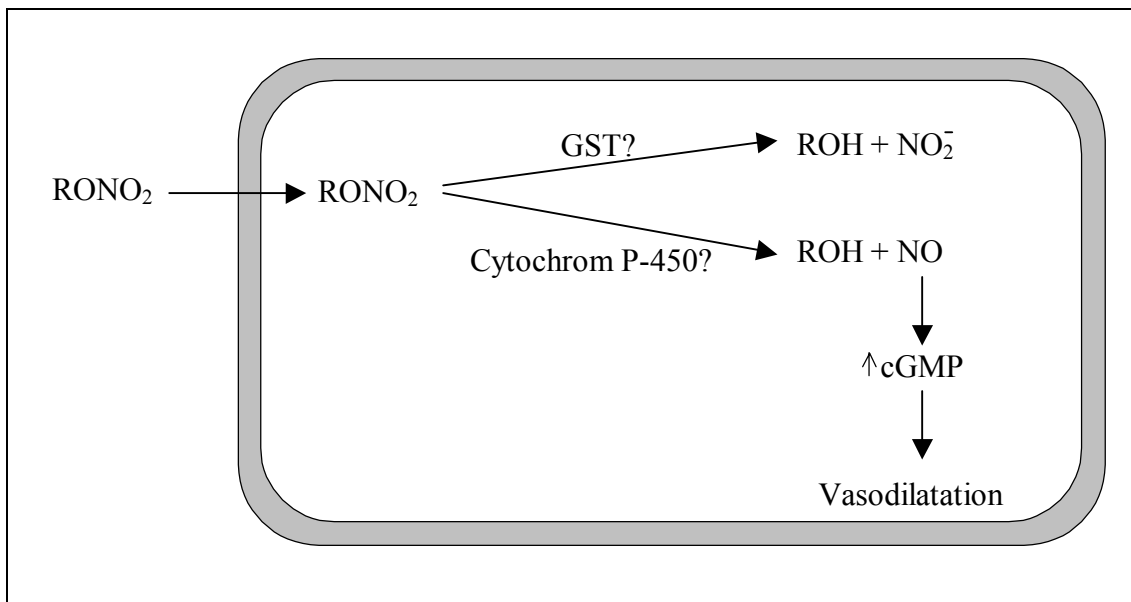 GST?
ROH + NO₂⁻
RONO₂
RONO₂
Cytochrom P-450?
ROH + NO
↑cGMP
Vasodilatation